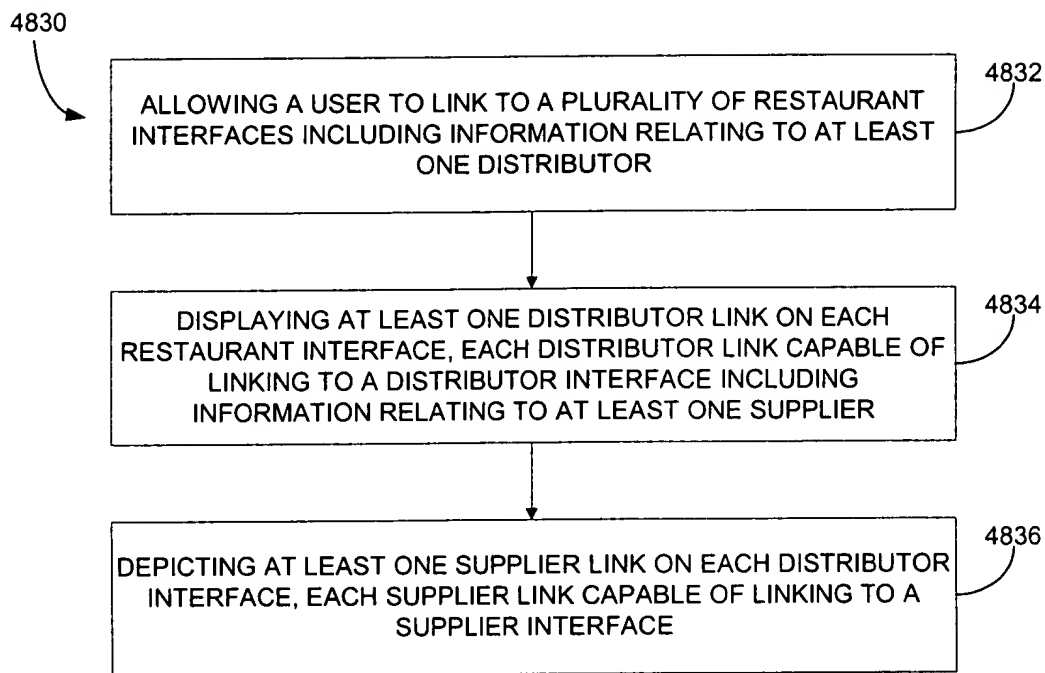 4830
4832
ALLOWING A USER TO LINK TO A PLURALITY OF RESTAURANT
INTERFACES INCLUDING INFORMATION RELATING TO AT LEAST
ONE DISTRIBUTOR
4834
DISPLAYING AT LEAST ONE DISTRIBUTOR LINK ON EACH
RESTAURANT INTERFACE, EACH DISTRIBUTOR LINK CAPABLE OF
LINKING TO A DISTRIBUTOR INTERFACE INCLUDING
INFORMATION RELATING TO AT LEAST ONE SUPPLIER
4836
DEPICTING AT LEAST ONE SUPPLIER LINK ON EACH DISTRIBUTOR
INTERFACE, EACH SUPPLIER LINK CAPABLE OF LINKING TO A
SUPPLIER INTERFACE